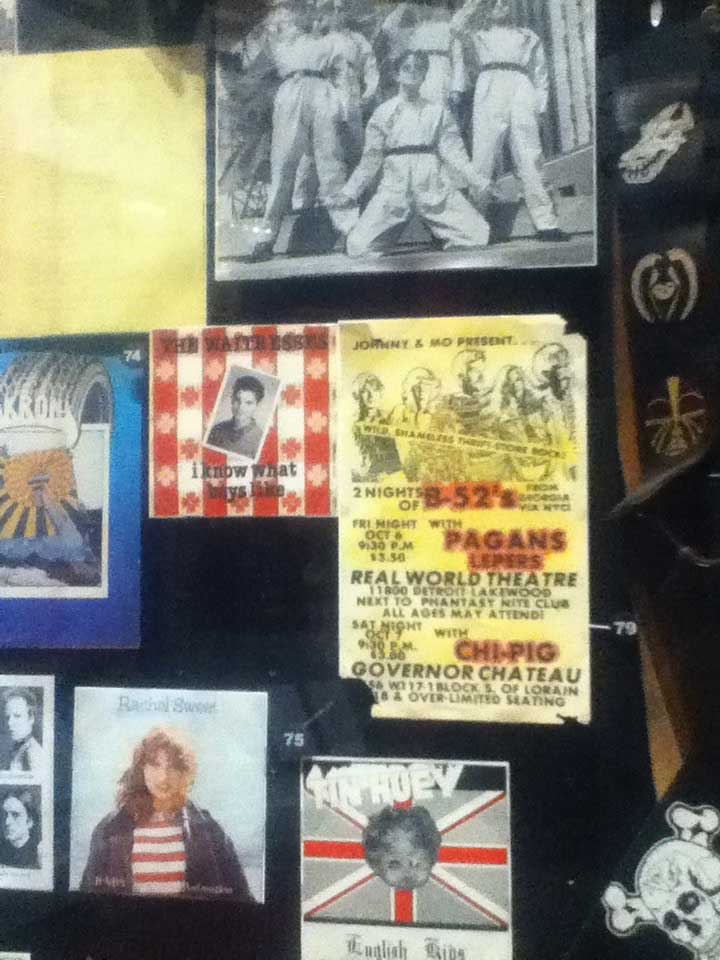 74
THE WAITRESSES
i know what
boys like
JOHNNY & MO PRESENT...
WILD, SHAMELESS THRIFT-STORE ROCK!
2 NIGHTS OF B-52's FROM GEORGIA VIA NYC!
FRI NIGHT WITH
OCT 6
9:30 P.M
$3.50
PAGANS
LEPERS
REAL WORLD THEATRE
11800 DETROIT LAKEWOOD
NEXT TO PHANTASY NITE CLUB
ALL AGES MAY ATTEND!
SAT NIGHT WITH
OCT 7
9:30 P.M.
$3.00
CHI-PIG
GOVERNOR CHATEAU
W 117 - 1 BLOCK S. OF LORAIN
18 & OVER - LIMITED SEATING
79
Rachel Sweet
75
TIN HUEY
English Kids